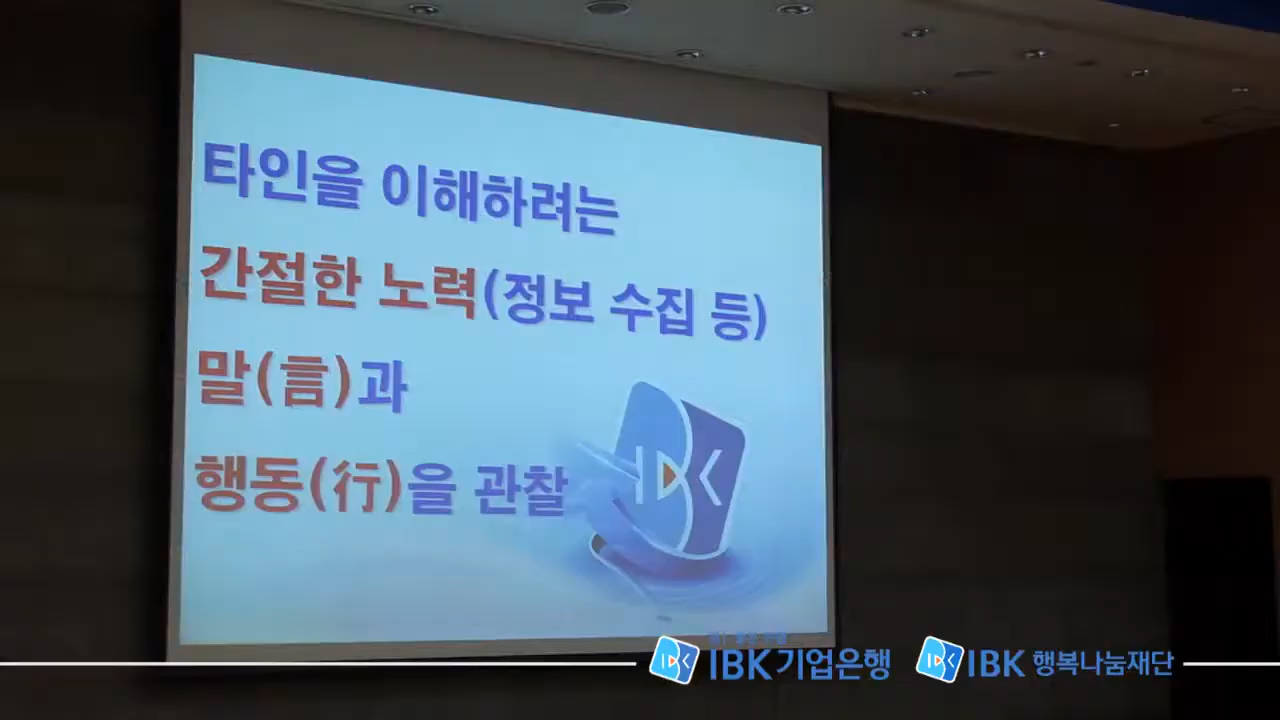 타인을 이해하려는
간절한 노력(정보 수집 등)
말(言)과
행동(行)을 관찰
IBK
IBK기업은행
IBK 행복나눔재단